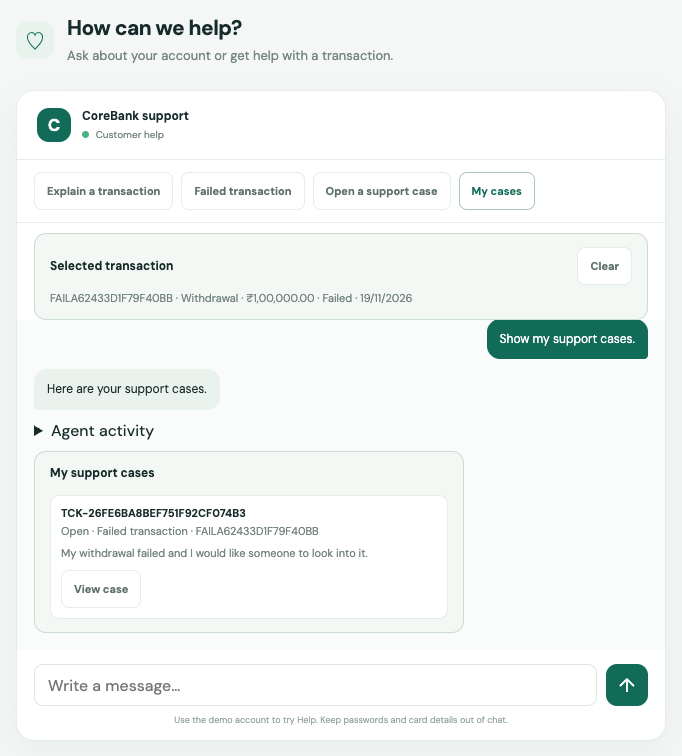 How can we help?
Ask about your account or get help with a transaction.
C
CoreBank support
Customer help
Explain a transaction
Failed transaction
Open a support case
My cases
Selected transaction
Clear
FAILA62433D1F79F40BB · Withdrawal · ₹1,00,000.00 · Failed · 19/11/2026
Show my support cases.
Here are your support cases.
Agent activity
My support cases
TCK-26FE6BA8BEF751F92CF074B3
Open · Failed transaction · FAILA62433D1F79F40BB
My withdrawal failed and I would like someone to look into it.
View case
Write a message...
Use the demo account to try Help. Keep passwords and card details out of chat.